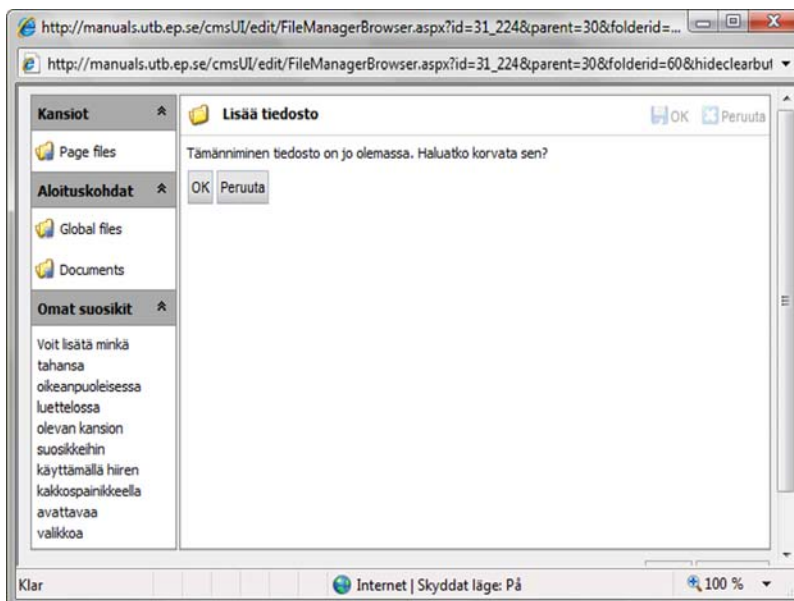 http://manuals.utb.ep.se/cmsUI/edit/FileManagerBrowser.aspx?id=31_224&parent=30&folderid=...
http://manuals.utb.ep.se/cmsUI/edit/FileManagerBrowser.aspx?id=31_224&parent=30&folderid=60&hideclearbut
Kansiot
Page files
Aloituskohdat
Global files
Documents
Omat suosikit
Voit lisätä minkä
tahansa
oikeanpuoleisessa
luettelossa
olevan kansion
suosikkeihin
käyttämällä hiiren
kakkospainikkeella
avattavaa
valikkoa
Lisää tiedosto
OK Peruuta
Tämänniminen tiedosto on jo olemassa. Haluatko korvata sen?
OK Peruuta
Klar
Internet | Skyddat läge: På
100 %